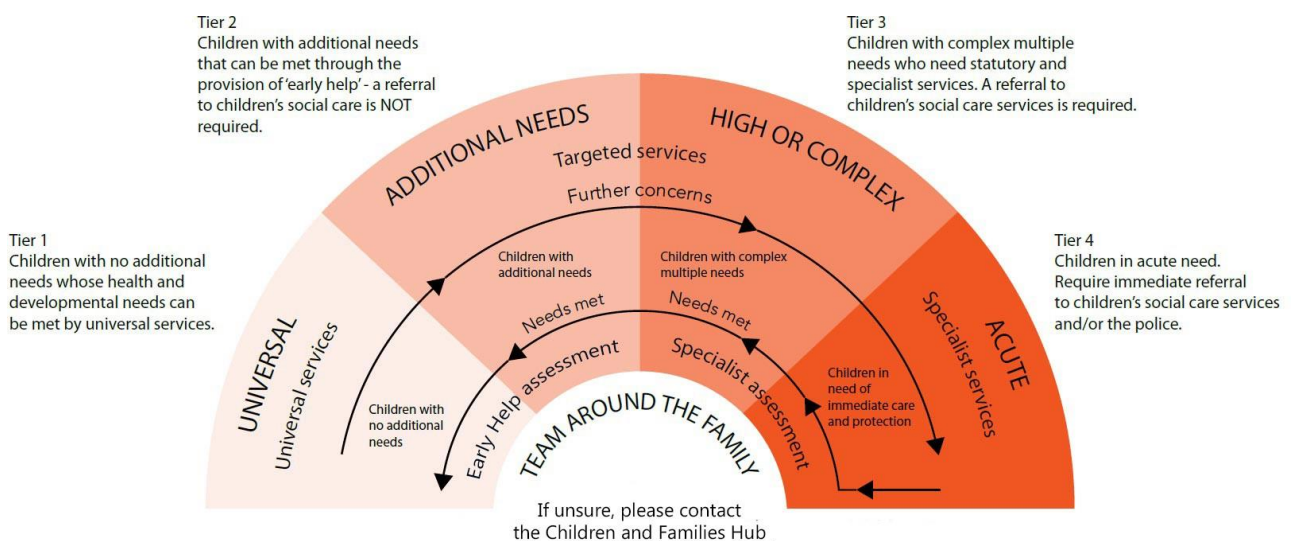 Tier 2
Children with additional needs
that can be met through the
provision of 'early help' - a referral
to children's social care is NOT
required.
Tier 3
Children with complex multiple
needs who need statutory and
specialist services. A referral to
children's social care services is required.
Tier 1
Children with no additional
needs whose health and
developmental needs can
be met by universal services.
Tier 4
Children in acute need.
Require immediate referral
to children's social care services
and/or the police.
UNIVERSAL
Universal services
ADDITIONAL NEEDS
HIGH OR COMPLEX
Targeted services
Further concerns
ACUTE
Specialist services
Children with
no additional
needs
Children with
additional needs
Children with complex
multiple needs
Children in
need of
immediate care
and protection
Needs met
Needs met
Early Help assessment
Specialist assessment
TEAM AROUND THE FAMILY
If unsure, please contact
the Children and Families Hub